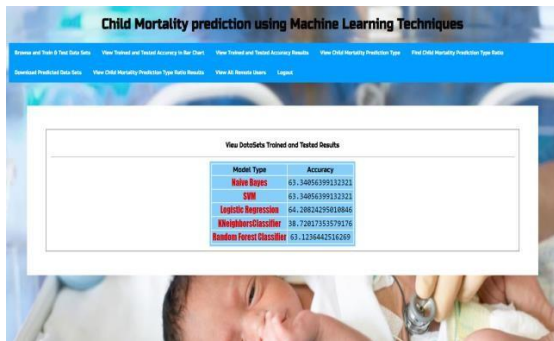 Child Mortality prediction using Machine Learning Techniques
Browse and Train & Test Data Sets View Trained and Tested Accuracy in Bar Chart View Trained and Tested Accuracy Results View Child Mortality Prediction Type Find Child Mortality Prediction Type Ratio
Download Predicted Data Sets View Child Mortality Prediction Type Ratio Results View All Remote Users Logout
View DataSets Trained and Tested Results
Model Type Accuracy
Naive Bayes 63.34056399132321
SVM 63.34056399132321
Logistic Regression 64.20824295010846
KNeighborsClassifier 38.72017353579176
Random Forest Classifier 63.1236442516269